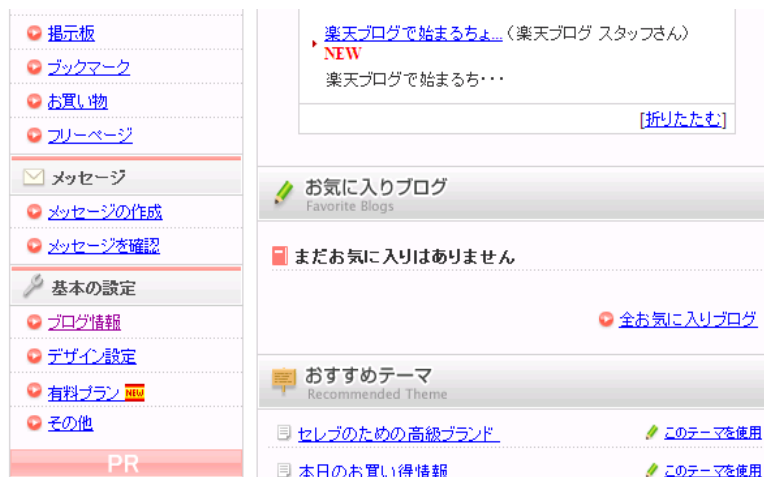 掲示板
ブックマーク
お買い物
フリーページ
メッセージ
メッセージの作成
メッセージを確認
基本の設定
ブログ情報
デザイン設定
有料プラン NEW
その他
PR
楽天ブログで始まるちょ...(楽天ブログ スタッフさん)
NEW
楽天ブログで始まるち・・・
[折りたたむ]
お気に入りブログ
Favorite Blogs
まだお気に入りはありません
全お気に入りブログ
おすすめテーマ
Recommended Theme
セレブのための高級ブランド このテーマを使用
本日のお買い得情報 このテーマを使用